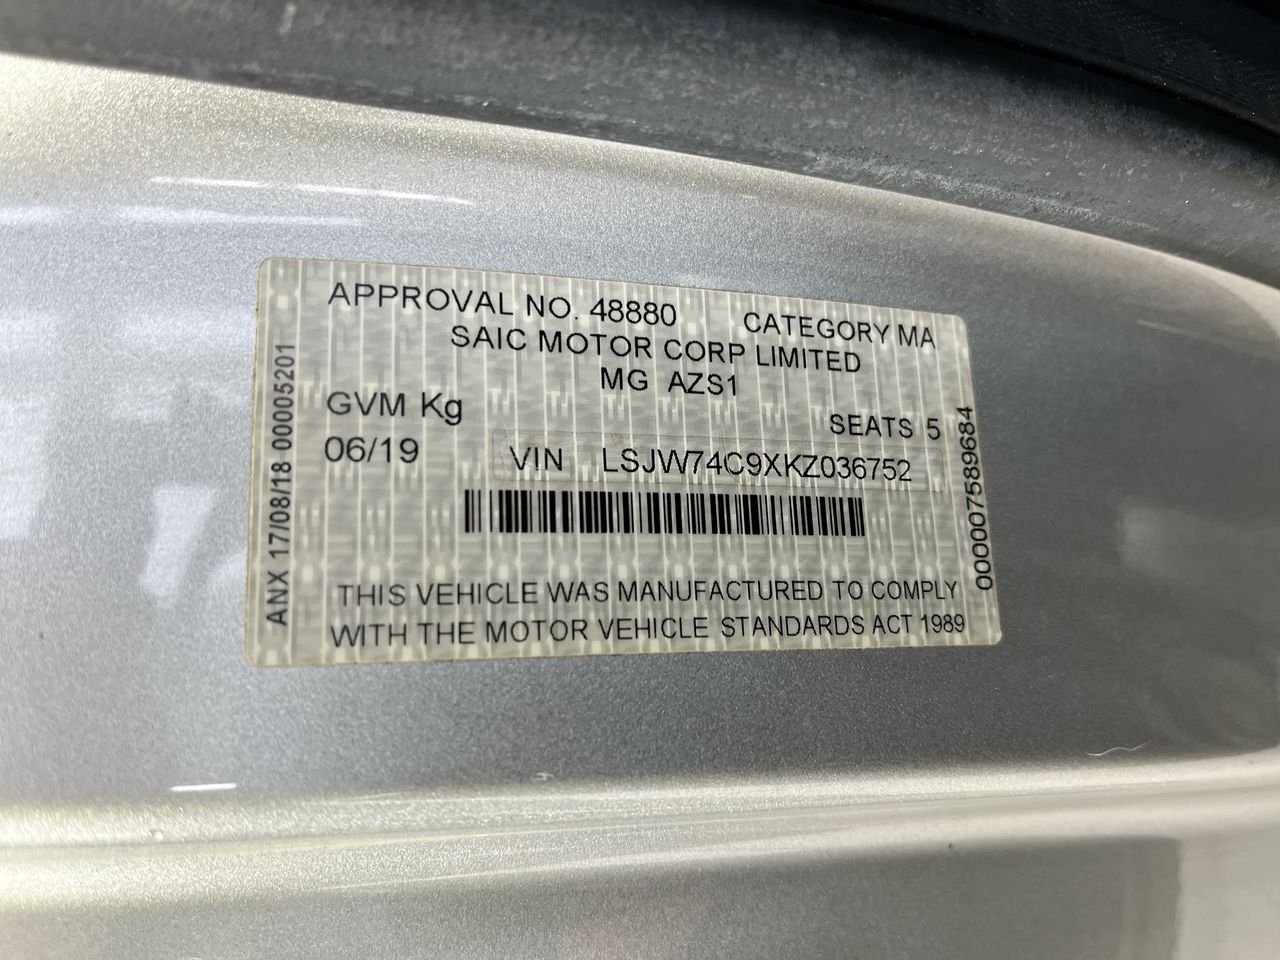 APPROVAL NO. 48880 CATEGORY MA
SAIC MOTOR CORP LIMITED
MG AZS1
GVM Kg
SEATS 5
06/19
VIN LSJW74C9XKZ036752
THIS VEHICLE WAS MANUFACTURED TO COMPLY
WITH THE MOTOR VEHICLE STANDARDS ACT 1989
ANX 17/08/18 00005201
0000007589684